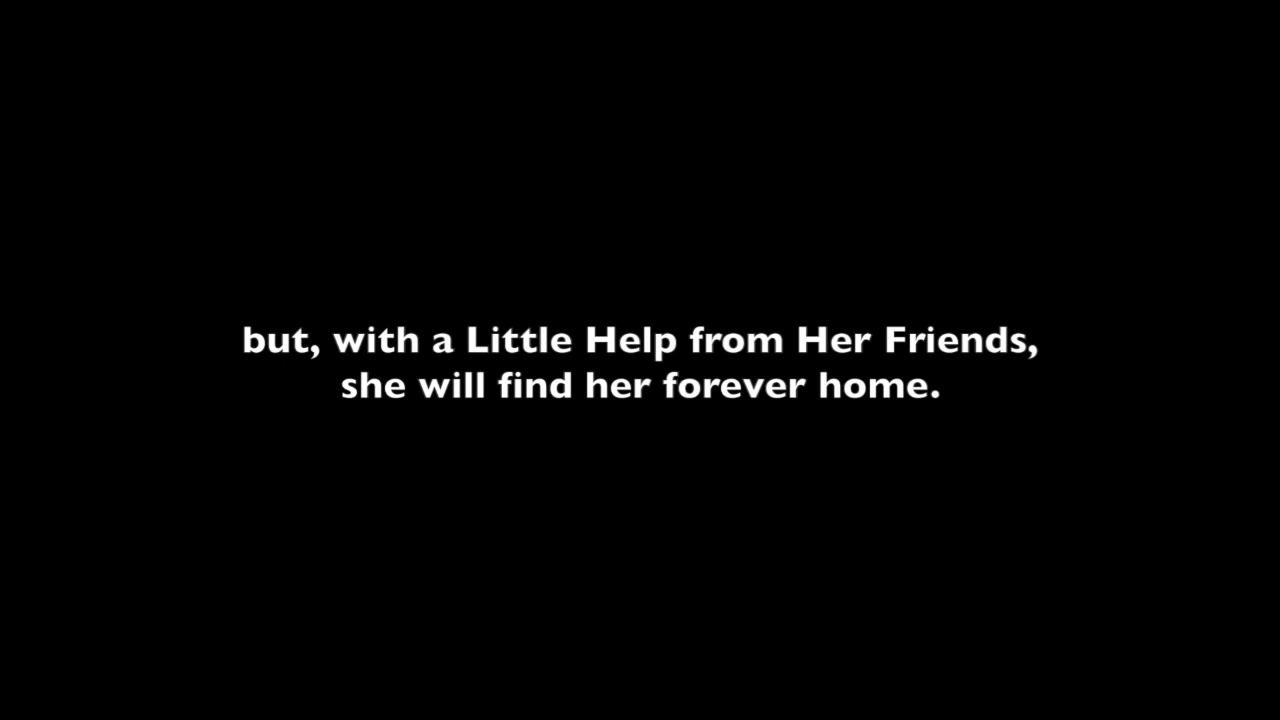 but, with a Little Help from Her Friends,
she will find her forever home.